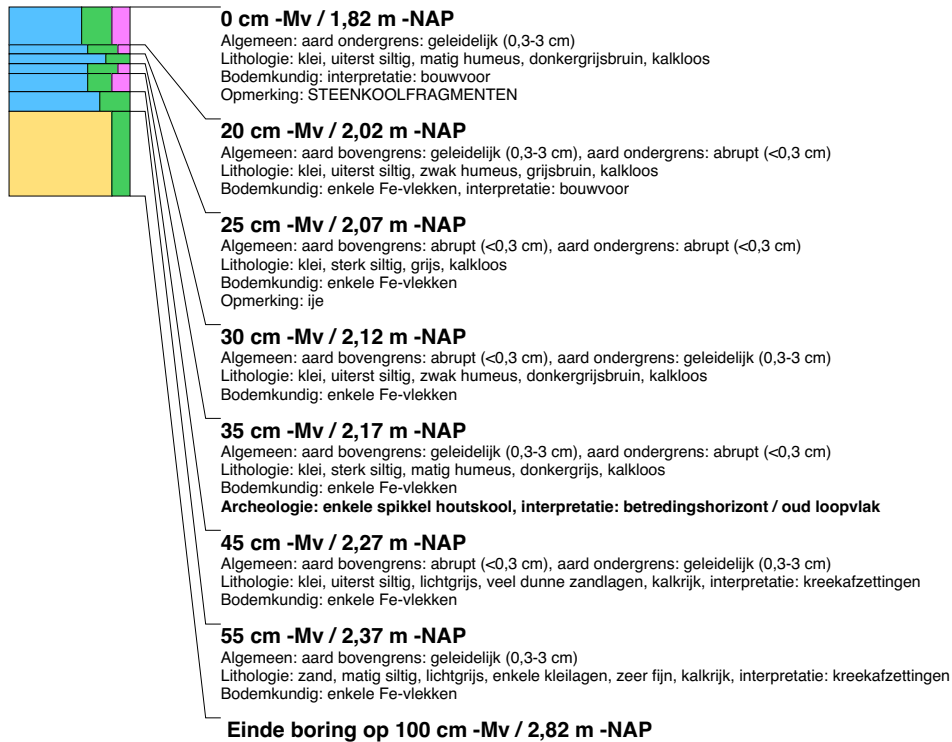 0 cm -Mv / 1,82 m -NAP
Algemeen: aard ondergrens: geleidelijk (0,3-3 cm)
Lithologie: klei, uiterst siltig, matig humeus, donkergrijsbruin, kalkloos
Bodemkundig: interpretatie: bouwvoor
Opmerking: STEENKOOLFRAGMENTEN
20 cm -Mv / 2,02 m -NAP
Algemeen: aard bovengrens: geleidelijk (0,3-3 cm), aard ondergrens: abrupt (<0,3 cm)
Lithologie: klei, uiterst siltig, zwak humeus, grijsbruin, kalkloos
Bodemkundig: enkele Fe-vlekken, interpretatie: bouwvoor
25 cm -Mv / 2,07 m -NAP
Algemeen: aard bovengrens: abrupt (<0,3 cm), aard ondergrens: abrupt (<0,3 cm)
Lithologie: klei, sterk siltig, grijs, kalkloos
Bodemkundig: enkele Fe-vlekken
Opmerking: ije
30 cm -Mv / 2,12 m -NAP
Algemeen: aard bovengrens: abrupt (<0,3 cm), aard ondergrens: geleidelijk (0,3-3 cm)
Lithologie: klei, uiterst siltig, zwak humeus, donkergrijsbruin, kalkloos
Bodemkundig: enkele Fe-vlekken
35 cm -Mv / 2,17 m -NAP
Algemeen: aard bovengrens: geleidelijk (0,3-3 cm), aard ondergrens: abrupt (<0,3 cm)
Lithologie: klei, sterk siltig, matig humeus, donkergrijs, kalkloos
Bodemkundig: enkele Fe-vlekken
Archeologie: enkele spikkel houtskool, interpretatie: betredingshorizont / oud loopvlak
45 cm -Mv / 2,27 m -NAP
Algemeen: aard bovengrens: abrupt (<0,3 cm), aard ondergrens: geleidelijk (0,3-3 cm)
Lithologie: klei, uiterst siltig, lichtgrijs, veel dunne zandlagen, kalkrijk, interpretatie: kreekafzettingen
Bodemkundig: enkele Fe-vlekken
55 cm -Mv / 2,37 m -NAP
Algemeen: aard bovengrens: geleidelijk (0,3-3 cm)
Lithologie: zand, matig siltig, lichtgrijs, enkele kleilagen, zeer fijn, kalkrijk, interpretatie: kreekafzettingen
Bodemkundig: enkele Fe-vlekken
Einde boring op 100 cm -Mv / 2,82 m -NAP